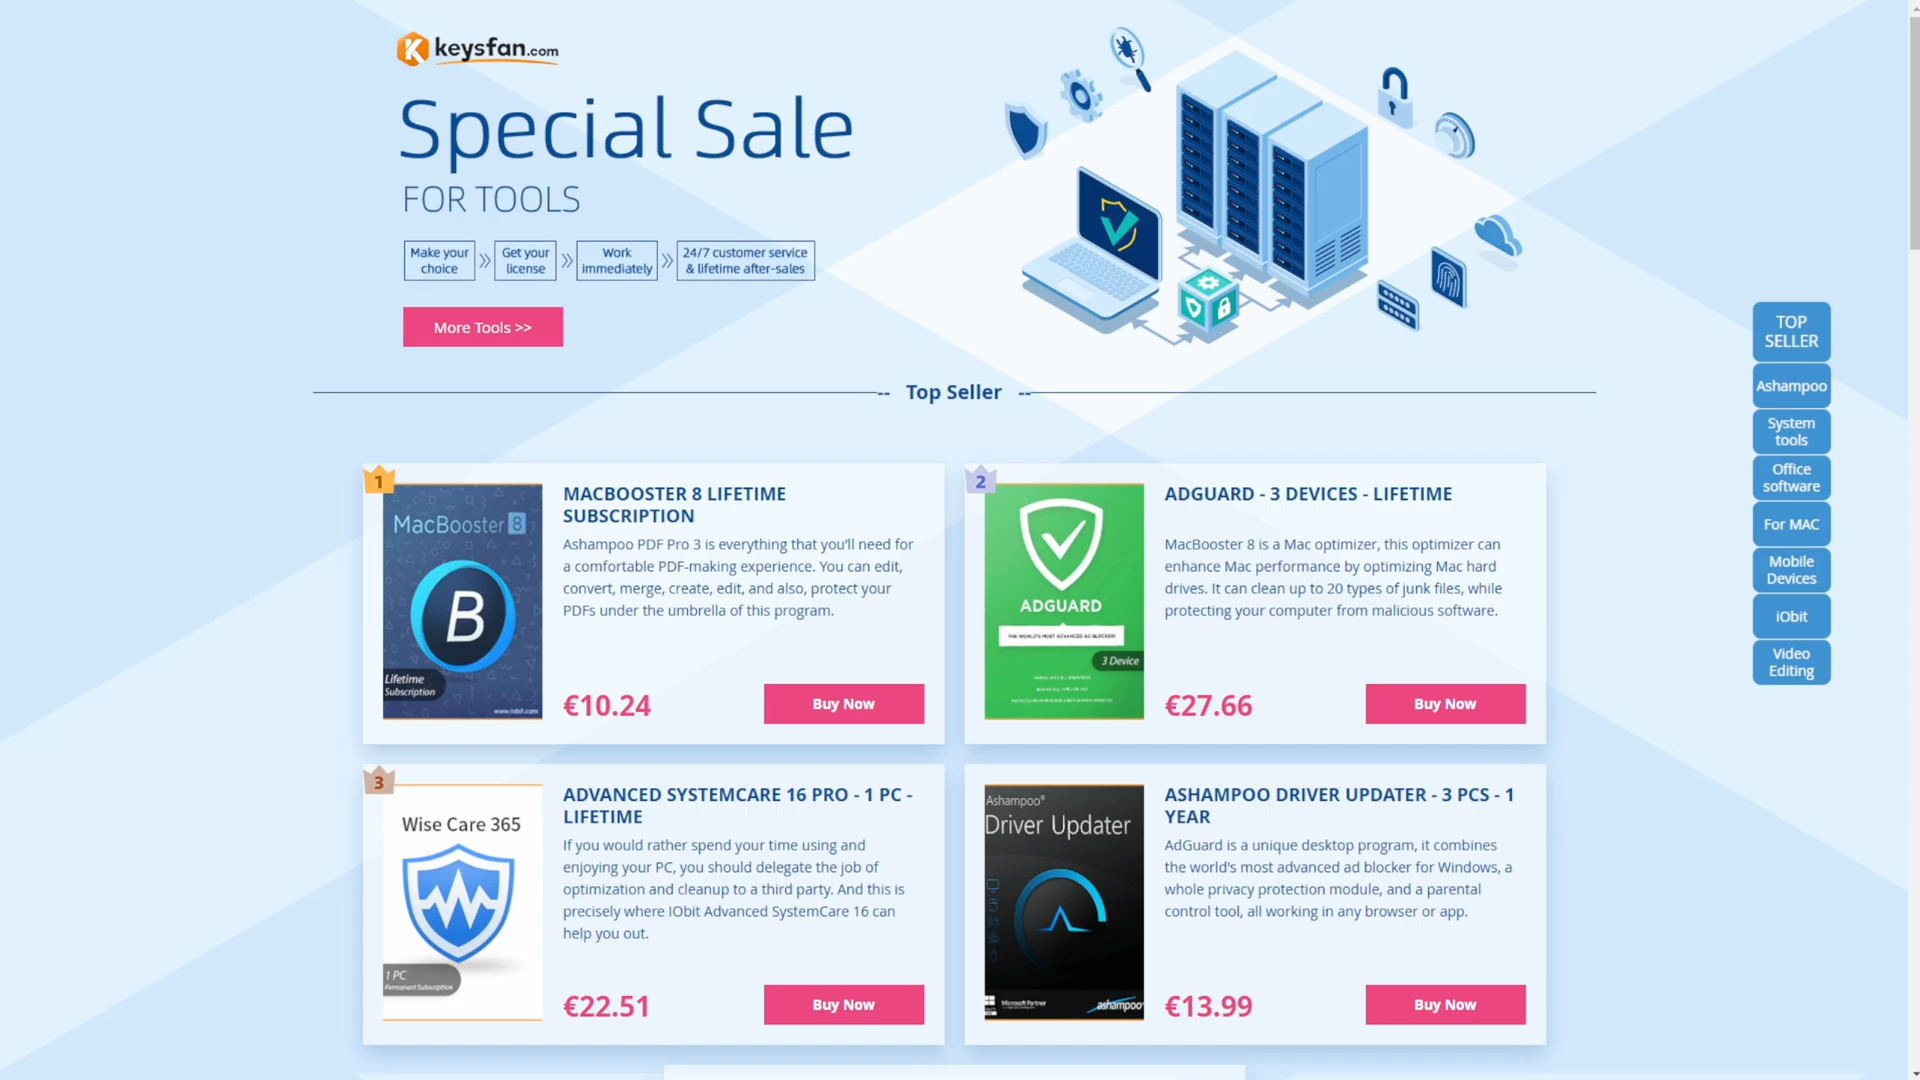 keysfan.com
Special Sale
FOR TOOLS
Make your
choice
Get your
license
Work
immediately
24/7 customer service
& lifetime after-sales
More Tools >>
-- Top Seller --
1
MacBooster 8
B
Lifetime
Subscription
www.iobit.com
MACBOOSTER 8 LIFETIME
SUBSCRIPTION
Ashampoo PDF Pro 3 is everything that you'll need for
a comfortable PDF-making experience. You can edit,
convert, merge, create, edit, and also, protect your
PDFs under the umbrella of this program.
€10.24
Buy Now
2
ADGUARD
THE WORLD'S MOST ADVANCED AD BLOCKER!
3 Device
ADGUARD - 3 DEVICES - LIFETIME
MacBooster 8 is a Mac optimizer, this optimizer can
enhance Mac performance by optimizing Mac hard
drives. It can clean up to 20 types of junk files, while
protecting your computer from malicious software.
€27.66
Buy Now
3
Wise Care 365
1 PC
Permanent Subscription
ADVANCED SYSTEMCARE 16 PRO - 1 PC -
LIFETIME
If you would rather spend your time using and
enjoying your PC, you should delegate the job of
optimization and cleanup to a third party. And this is
precisely where IObit Advanced SystemCare 16 can
help you out.
€22.51
Buy Now
Ashampoo®
Driver Updater
Microsoft Partner
ashampoo
ASHAMPOO DRIVER UPDATER - 3 PCS - 1
YEAR
AdGuard is a unique desktop program, it combines
the world's most advanced ad blocker for Windows, a
whole privacy protection module, and a parental
control tool, all working in any browser or app.
€13.99
Buy Now
TOP
SELLER
Ashampoo
System
tools
Office
software
For MAC
Mobile
Devices
iObit
Video
Editing